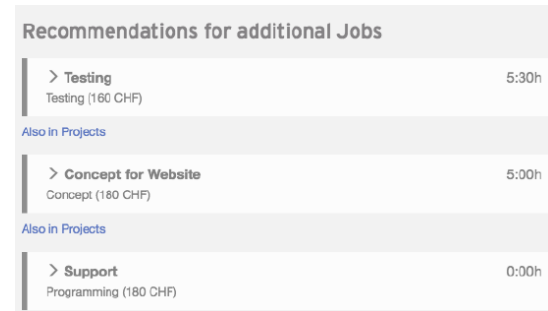 Recommendations for additional Jobs
> Testing 5:30h
Testing (160 CHF)
Also in Projects
> Concept for Website 5:00h
Concept (180 CHF)
Also in Projects
> Support 0:00h
Programming (180 CHF)